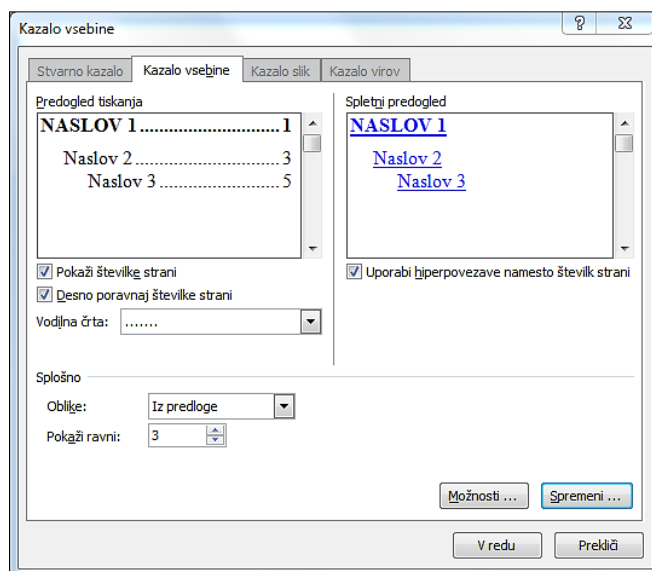 Kazalo vsebine
Stvarno kazalo
Kazalo vsebine
Kazalo slik
Kazalo virov
Predogled tiskanja
NASLOV 1..............................1
Naslov 2...........................3
Naslov 3.......................5
Pokaži številke strani
Desno poravnaj številke strani
Vodilna črta: .......
Spletni predogled
NASLOV 1
Naslov 2
Naslov 3
Uporabi hiperpovezave namesto številk strani
Splošno
Oblike: Iz predloge
Pokaži ravni: 3
Možnosti ...
Spremeni ...
V redu
Prekliči